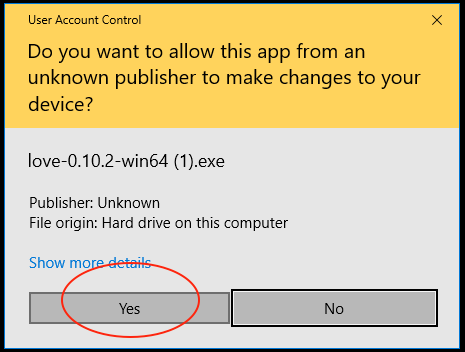 User Account Control
Do you want to allow this app from an
unknown publisher to make changes to your
device?
love-0.10.2-win64 (1).exe
Publisher: Unknown
File origin: Hard drive on this computer
Show more details
Yes
No